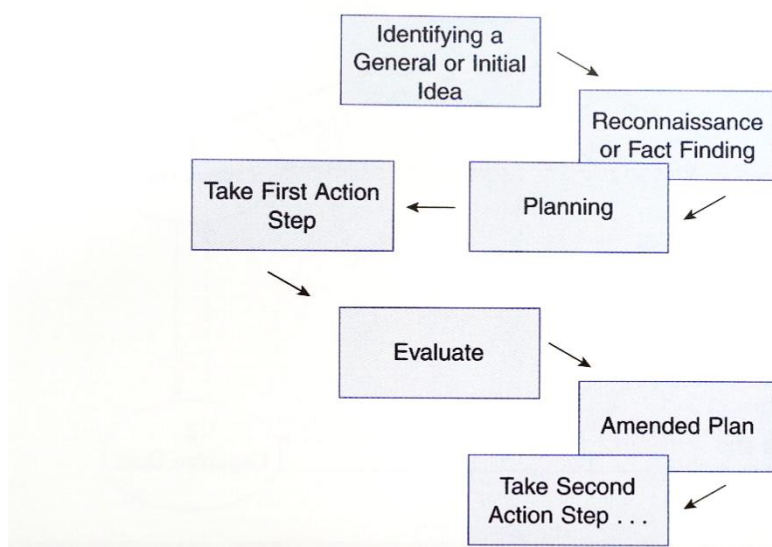 Identifying a
General or Initial
Idea
Reconnaissance
or Fact Finding
Planning
Take First Action
Step
Evaluate
Amended Plan
Take Second
Action Step . . .